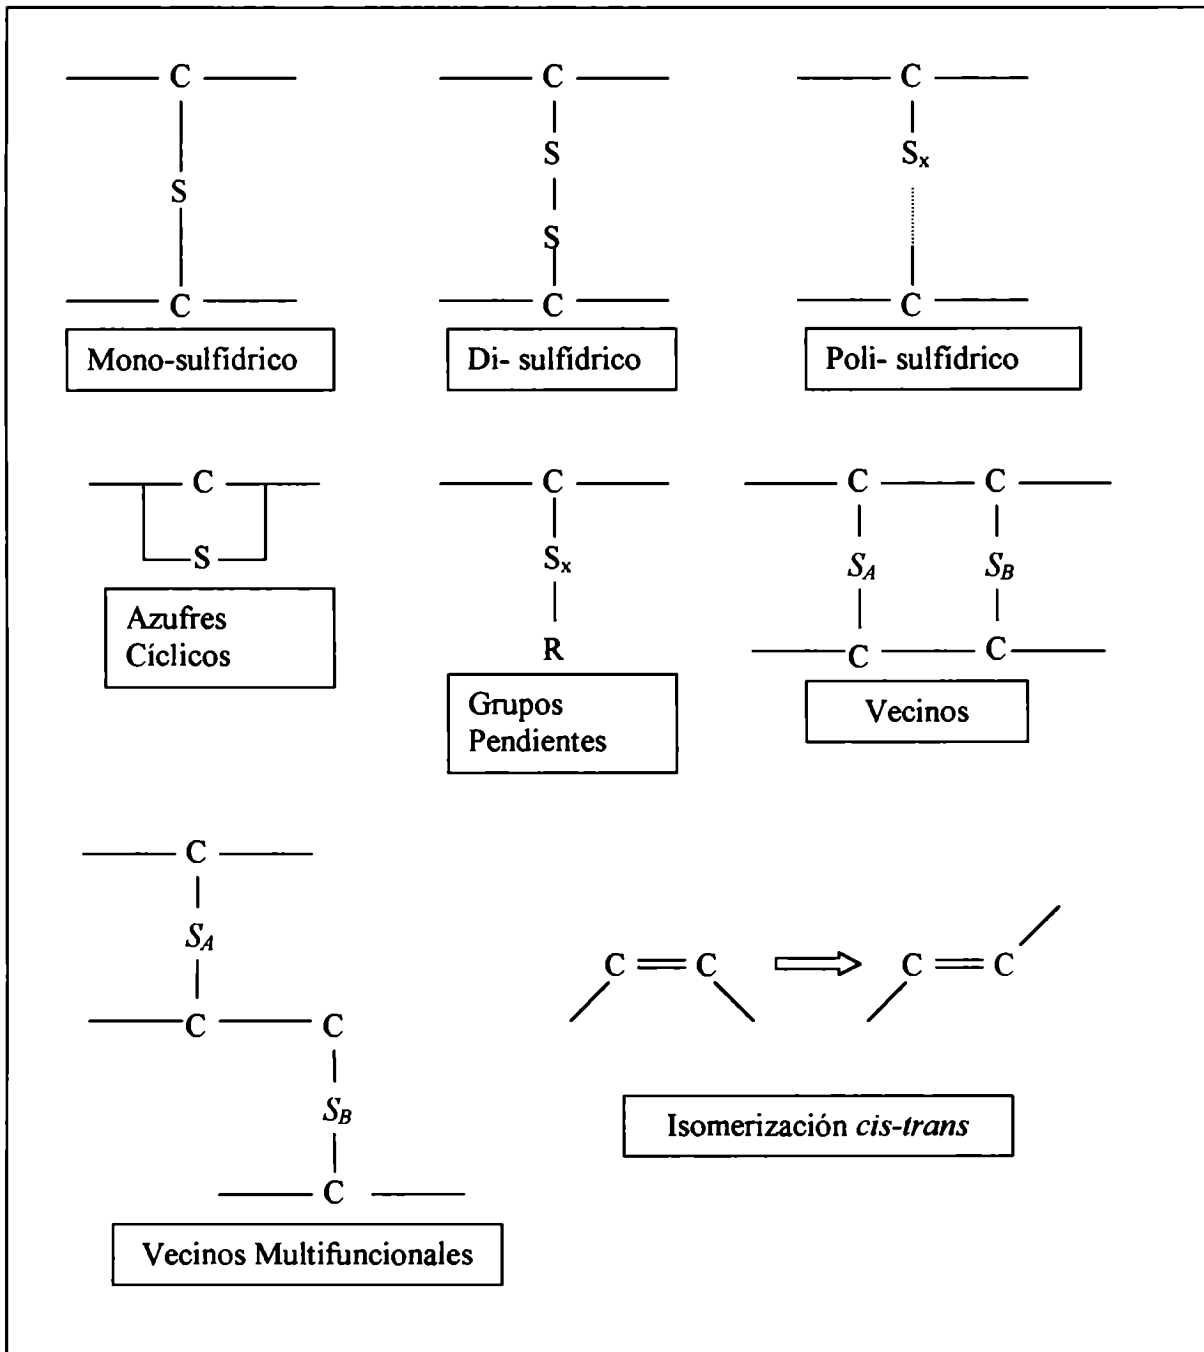 C C C
S S Sx
S
C C C
Mono-sulfídrico Di- sulfídrico Poli- sulfídrico
C C C C
S Sx SA SB
Azufres
Cíclicos
R C C
Grupos
Pendientes
Vecinos
C
SA
C C
SB
C
C C C C
Isomerización cis-trans
Vecinos Multifuncionales